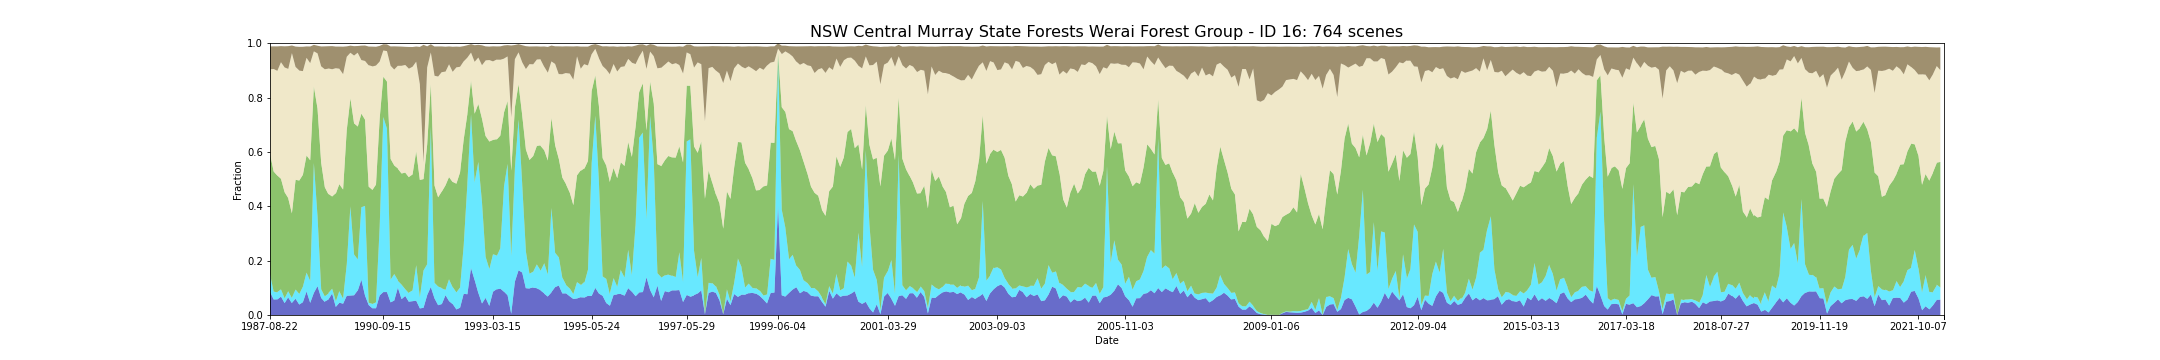 NSW Central Murray State Forests Werai Forest Group - ID 16: 764 scenes
1.0
0.8
0.6
0.4
0.2
0.0
Fraction
1987-08-22 1990-09-15 1993-03-15 1995-05-24 1997-05-29 1999-06-04 2001-03-29 2003-09-03 2005-11-03 2009-01-06 2012-09-04 2015-03-13 2017-03-18 2018-07-27 2019-11-19 2021-10-07
Date